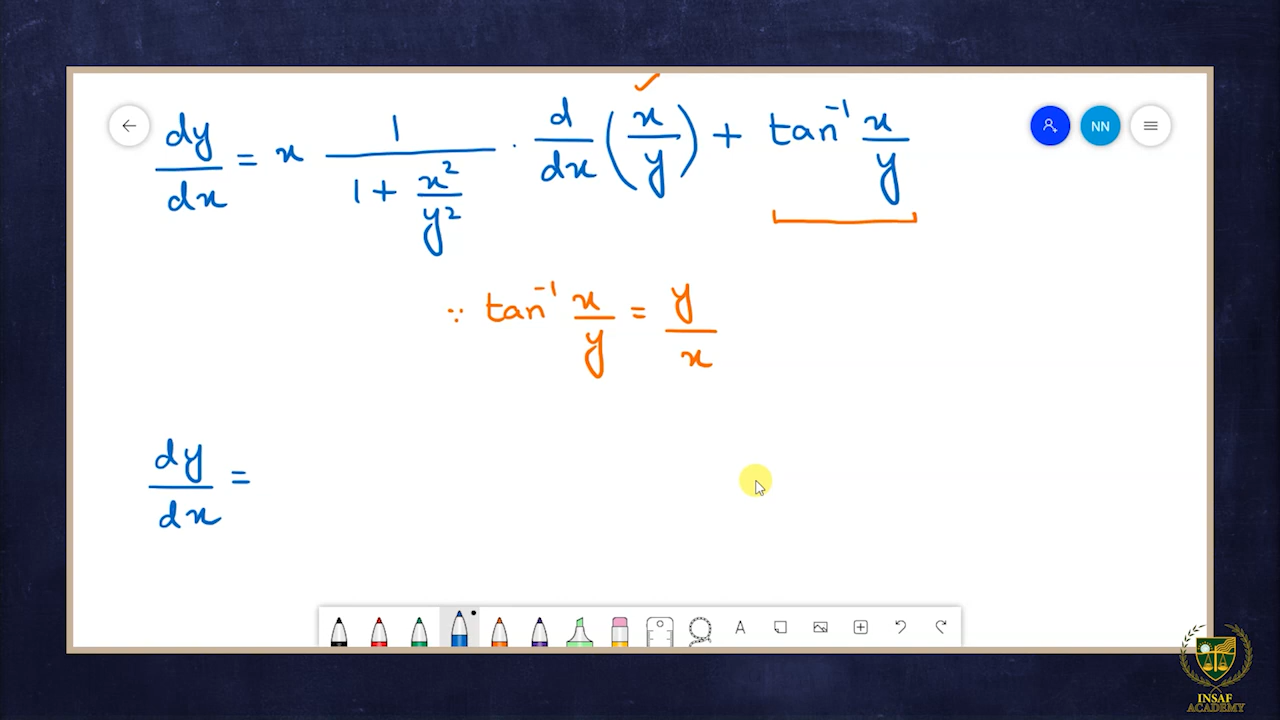 dy/dx = x 1/(1 + x²/y²) · d/dx (x/y) + tan⁻¹ x/y
∵ tan⁻¹ x/y = y/x
dy/dx =
NN
A
INSAF
ACADEMY